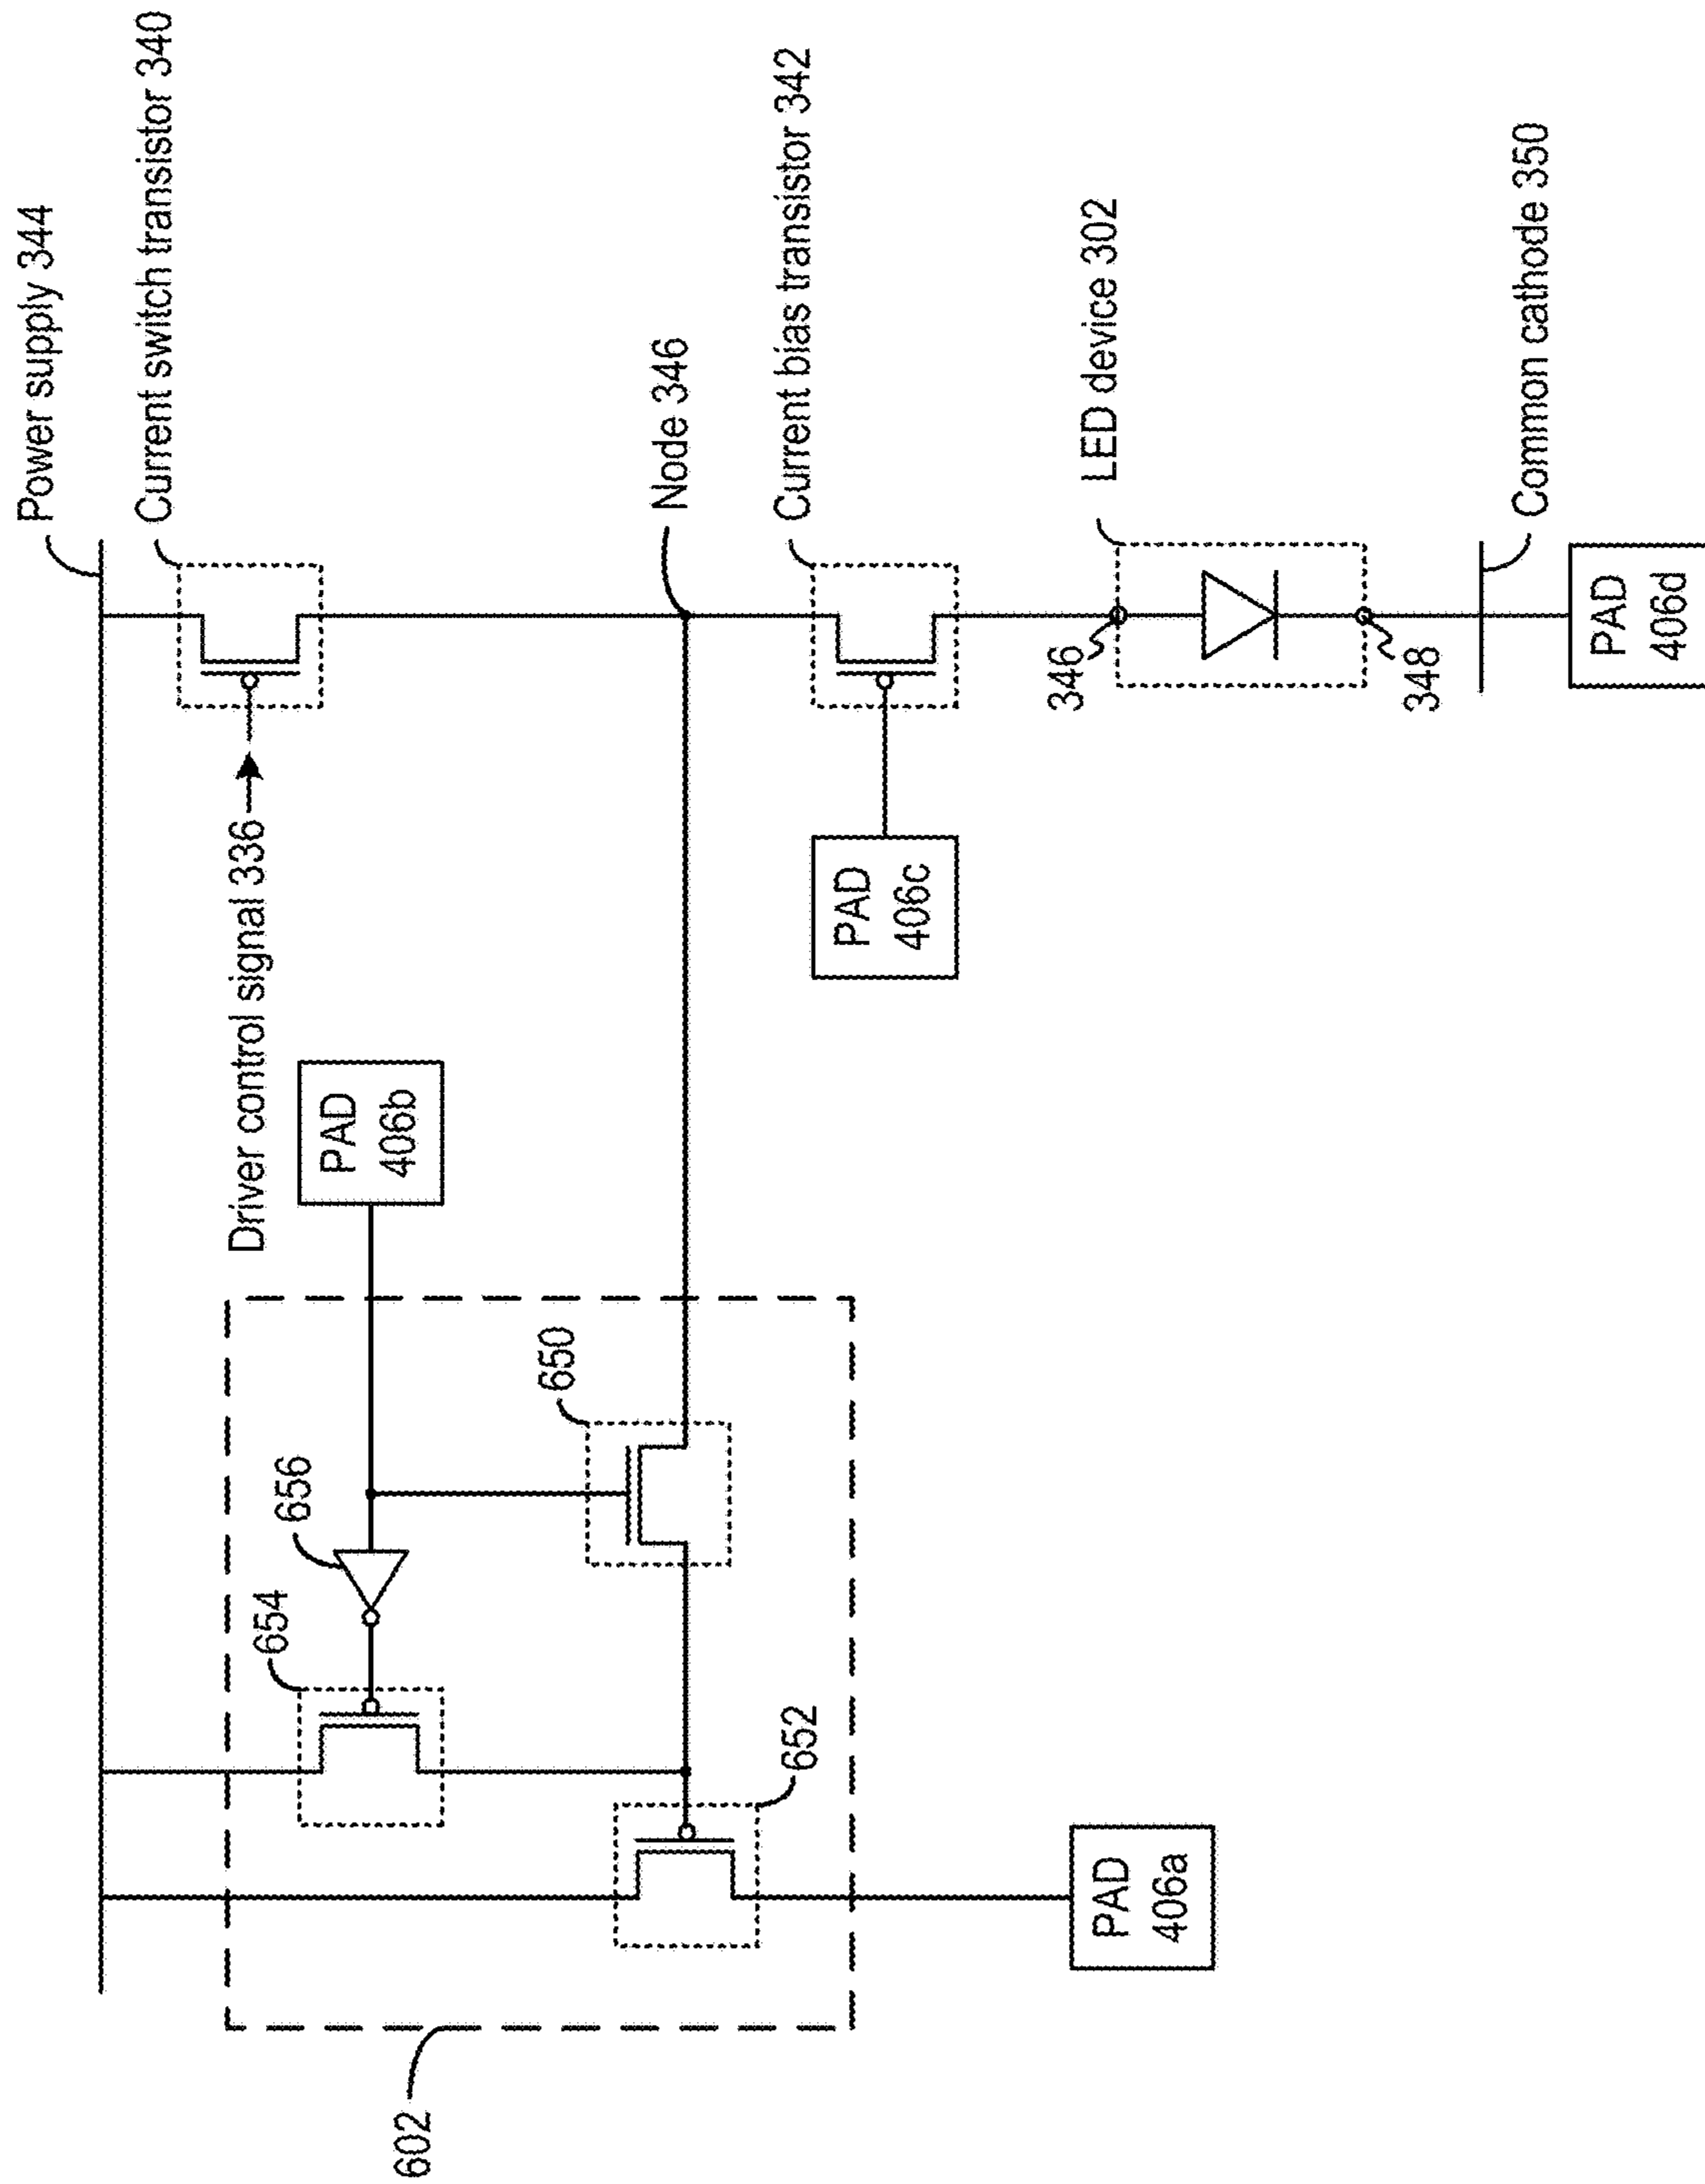 Power supply 344
Current switch transistor 340
Driver control signal 336
Node 346
Current bias transistor 342
LED device 302
346
348
Common cathode 350
PAD
406d
PAD
406c
PAD
406b
650
656
654
652
PAD
406a
602